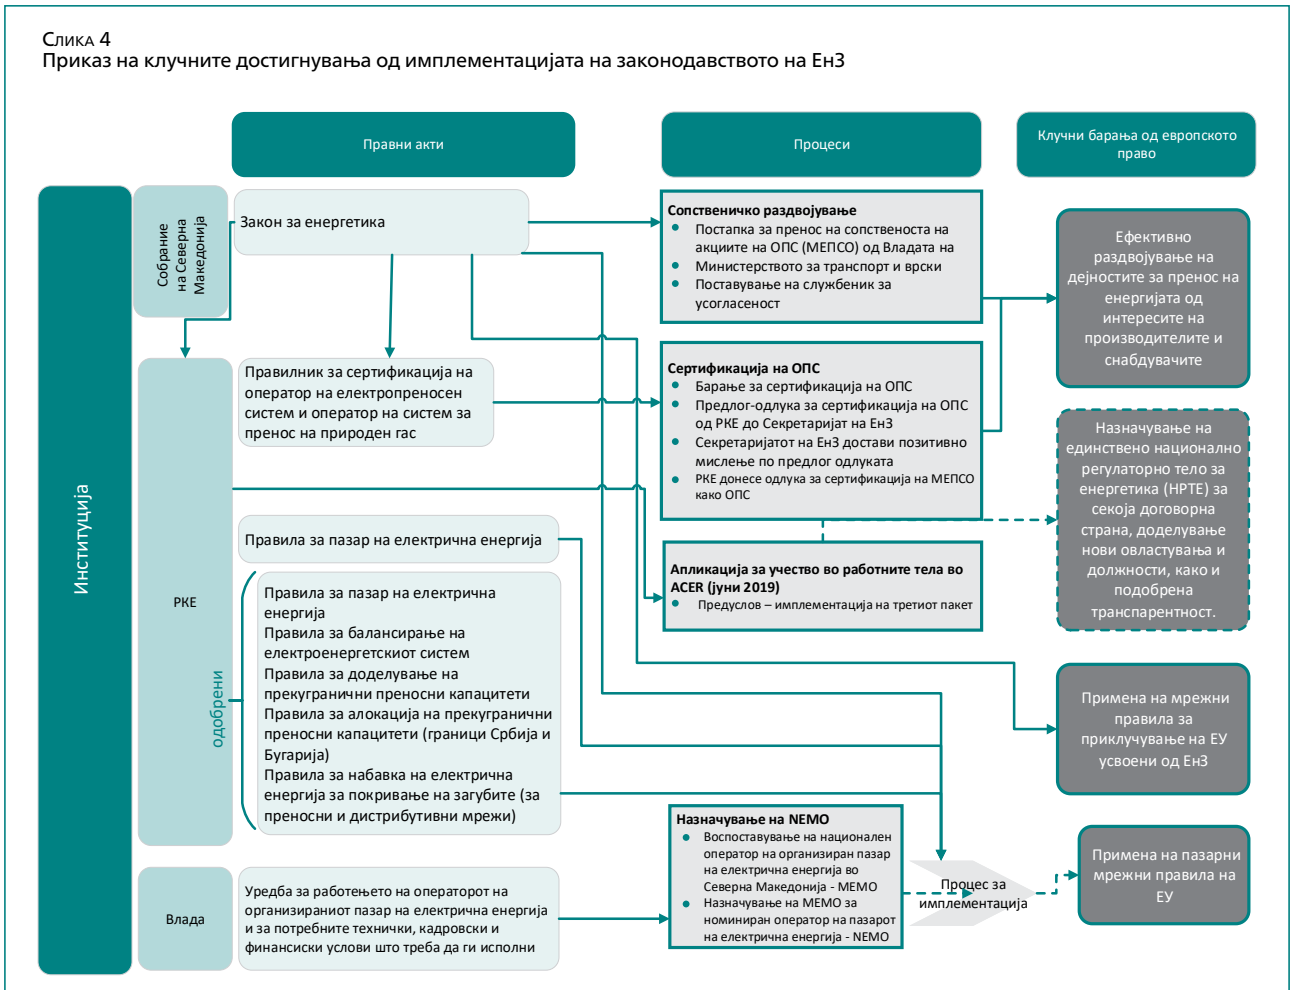 Слика 4
Приказ на клучните достигнувања од имплементацијата на законодавството на ЕнЗ
Правни акти
Процеси
Клучни барања од европското
право
Институција
Собрание
на Северна
Македонија
Закон за енергетика
Сопственичко раздвојување
Постапка за пренос на сопственоста на
акциите на ОПС (МЕПСО) од Владата на
Министерството за транспорт и врски
Поставување на службеник за
усогласеност
Ефективно
раздвојување на
дејностите за пренос на
енергијата од
интересите на
производителите и
снабдувачите
РКЕ
Правилник за сертификација на
оператор на електропреносен
систем и оператор на систем за
пренос на природен гас
Сертификација на ОПС
Барање за сертификација на ОПС
Предлог-одлука за сертификација на ОПС
од РКЕ до Секретаријат на ЕнЗ
Секретаријатот на ЕнЗ достави позитивно
мислење по предлог одлуката
РКЕ донесе одлука за сертификација на МЕПСО
како ОПС
Назначување на
единствено национално
регулаторно тело за
енергетика (НРТЕ) за
секоја договорна
страна, доделување
нови овластувања и
должности, како и
подобрена
транспарентност.
Правила за пазар на електрична енергија
Апликација за учество во работните тела во
ACER (јуни 2019)
Предуслов – имплементација на третиот пакет
одобрени
Правила за пазар на електрична
енергија
Правила за балансирање на
електроенергетскиот систем
Правила за доделување на
прекугранични преносни капацитети
Правила за алокација на прекугранични
преносни капацитети (граници Србија и
Бугарија)
Правила за набавка на електрична
енергија за покривање на загубите (за
преносни и дистрибутивни мрежи)
Примена на мрежни
правила за
приклучување на ЕУ
усвоени од ЕнЗ
Влада
Уредба за работењето на операторот на
организираниот пазар на електрична енергија
и за потребните технички, кадровски и
финансиски услови што треба да ги исполни
Назначување на NEMO
Воспоставување на национален
оператор на организиран пазар
на електрична енергија во
Северна Македонија - МЕМО
Назначување на МЕМО за
номиниран оператор на пазарот
на електрична енергија - NEMO
Процес за
имплементација
Примена на пазарни
мрежни правила на
ЕУ